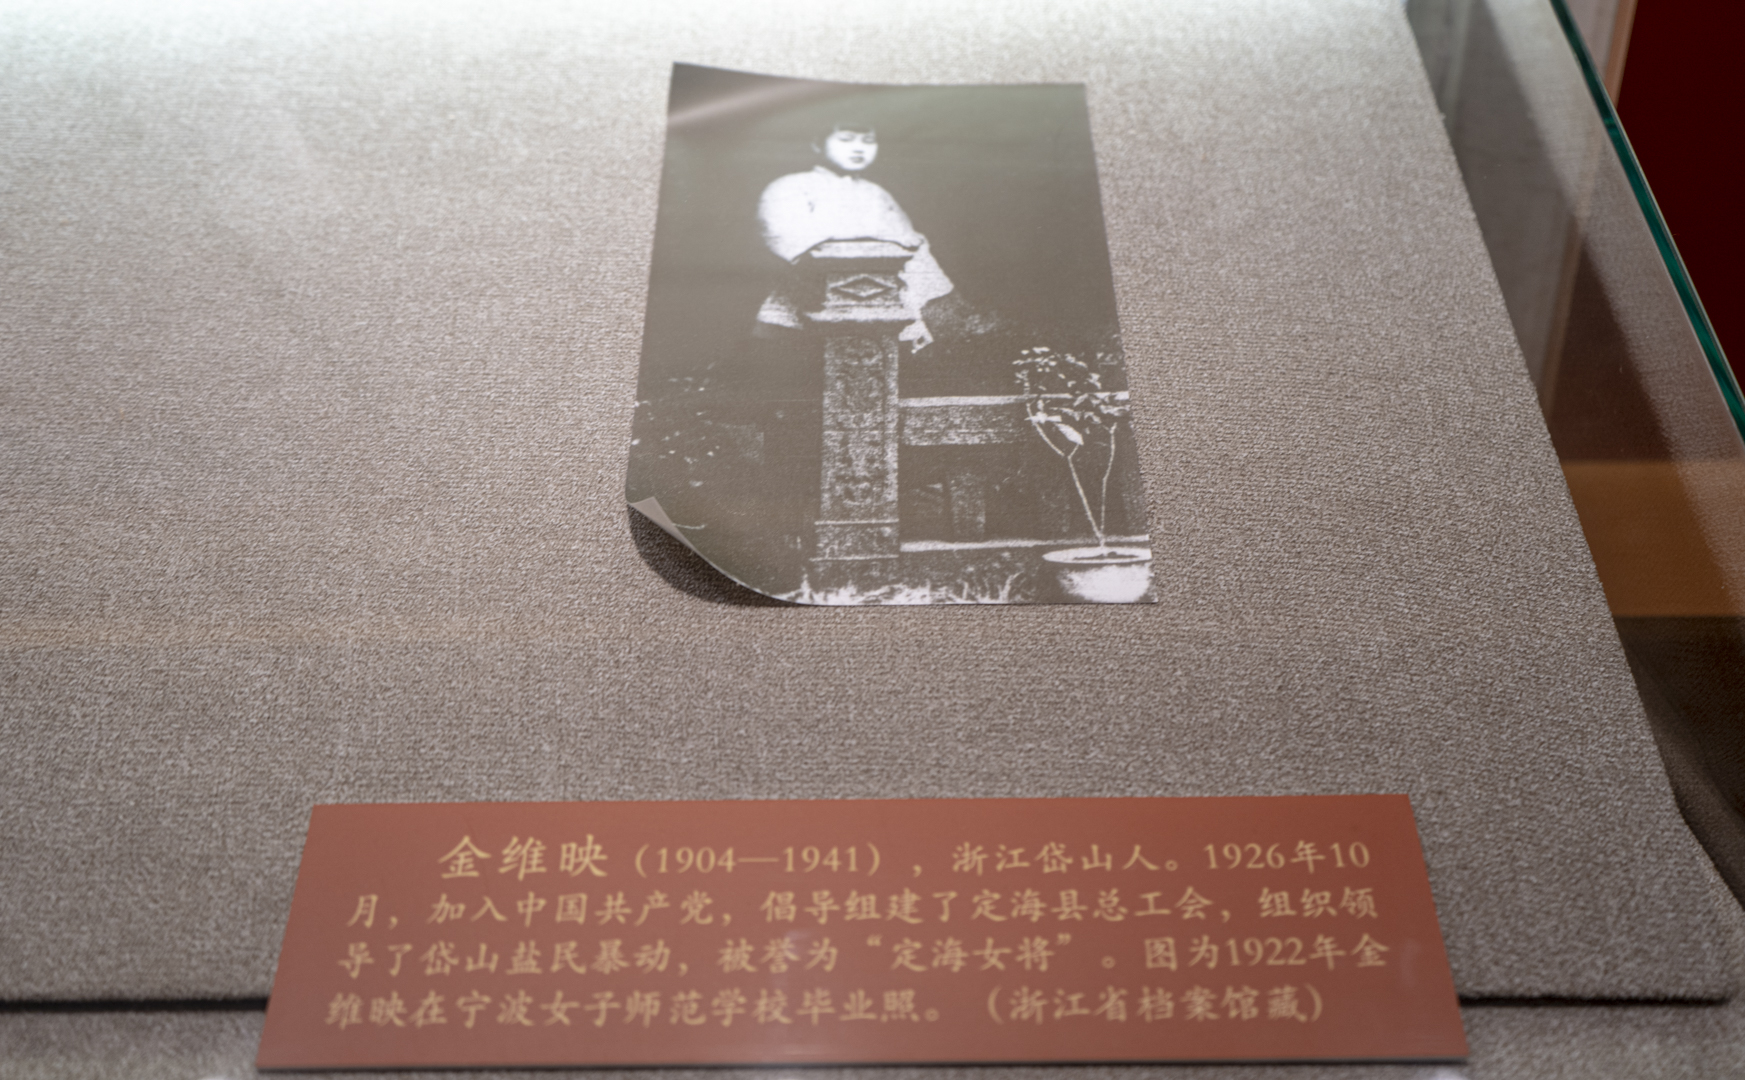 金维映（1904—1941），浙江岱山人。1926年10
月，加入中国共产党，倡导组建了定海县总工会，组织领
导了岱山盐民暴动，被誉为“定海女将”。图为1922年金
维映在宁波女子师范学校毕业照。（浙江省档案馆藏）